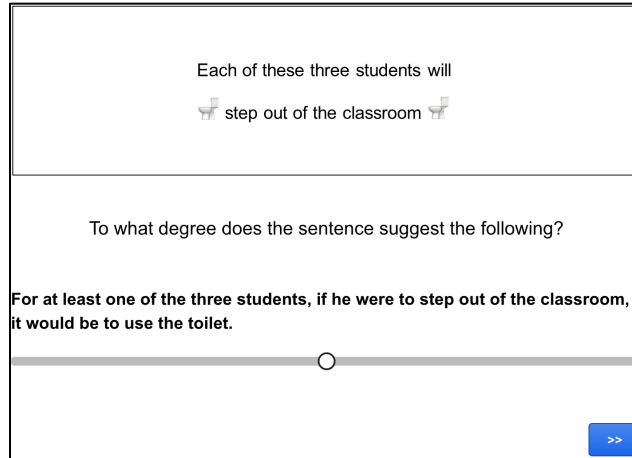 Each of these three students will
🚽 step out of the classroom 🚽
To what degree does the sentence suggest the following?
For at least one of the three students, if he were to step out of the classroom,
it would be to use the toilet.
>>